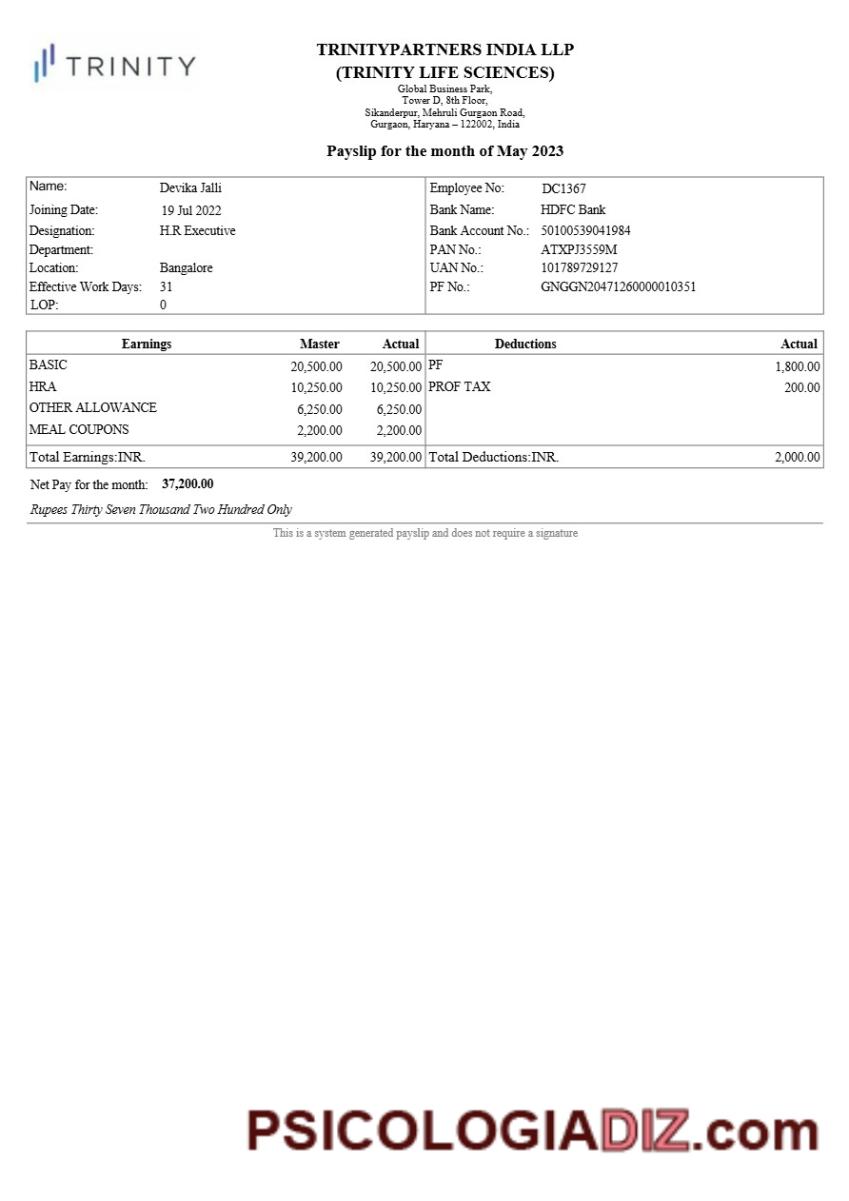 TRINITY
TRINITYPARTNERS INDIA LLP
(TRINITY LIFE SCIENCES)
Global Business Park,
Tower D, 8th Floor,
Sikanderpur, Mehruli Gurgaon Road,
Gurgaon, Haryana – 122002, India
Payslip for the month of May 2023
Name: Devika Jalli
Joining Date: 19 Jul 2022
Designation: H.R Executive
Department:
Location: Bangalore
Effective Work Days: 31
LOP: 0
Employee No: DC1367
Bank Name: HDFC Bank
Bank Account No.: 50100539041984
PAN No.: ATXPJ3559M
UAN No.: 101789729127
PF No.: GNGGN20471260000010351
Earnings Master Actual Deductions Actual
BASIC 20,500.00 20,500.00 PF 1,800.00
HRA 10,250.00 10,250.00 PROF TAX 200.00
OTHER ALLOWANCE 6,250.00 6,250.00
MEAL COUPONS 2,200.00 2,200.00
Total Earnings:INR. 39,200.00 39,200.00 Total Deductions:INR. 2,000.00
Net Pay for the month: 37,200.00
Rupees Thirty Seven Thousand Two Hundred Only
This is a system generated payslip and does not require a signature
PSICOLOGIADIZ.com